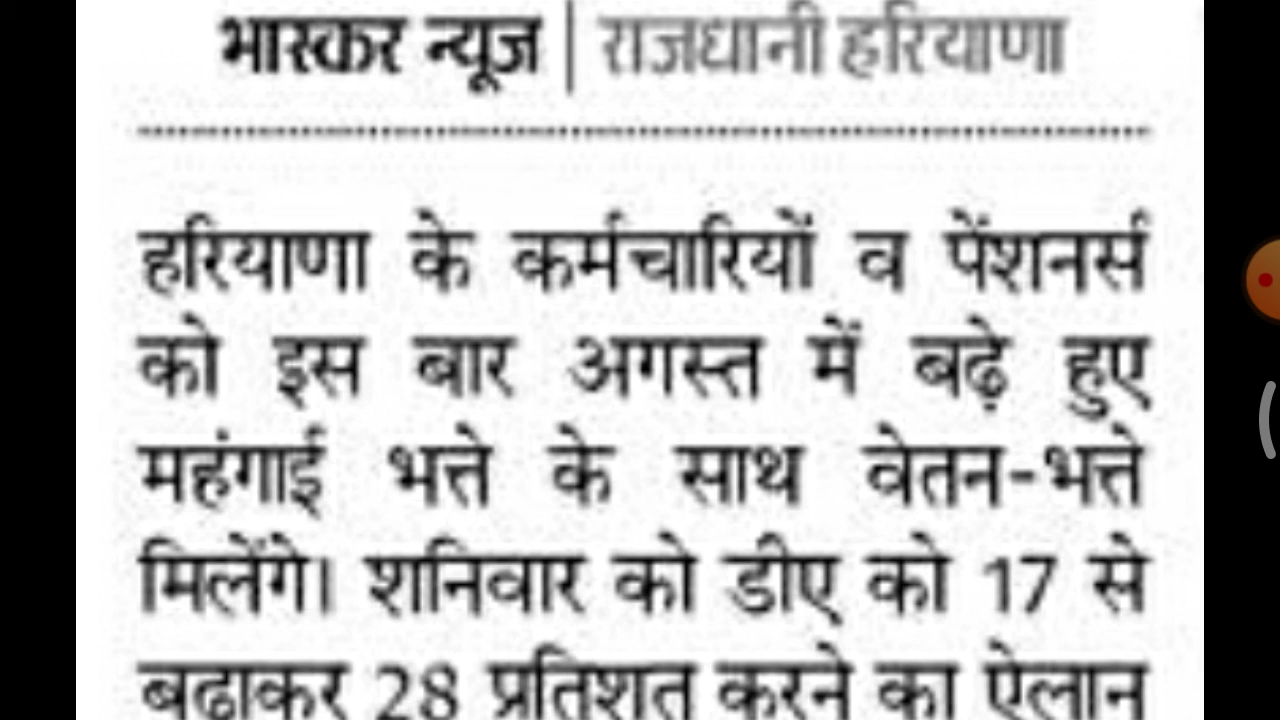 भास्कर न्यूज | राजधानी हरियाणा
हरियाणा के कर्मचारियों व पेंशनर्स
को इस बार अगस्त में बढ़े हुए
महंगाई भत्ते के साथ वेतन-भत्ते
मिलेंगे। शनिवार को डीए को 17 से
बढ़ाकर 28 प्रतिशत करने का ऐलान